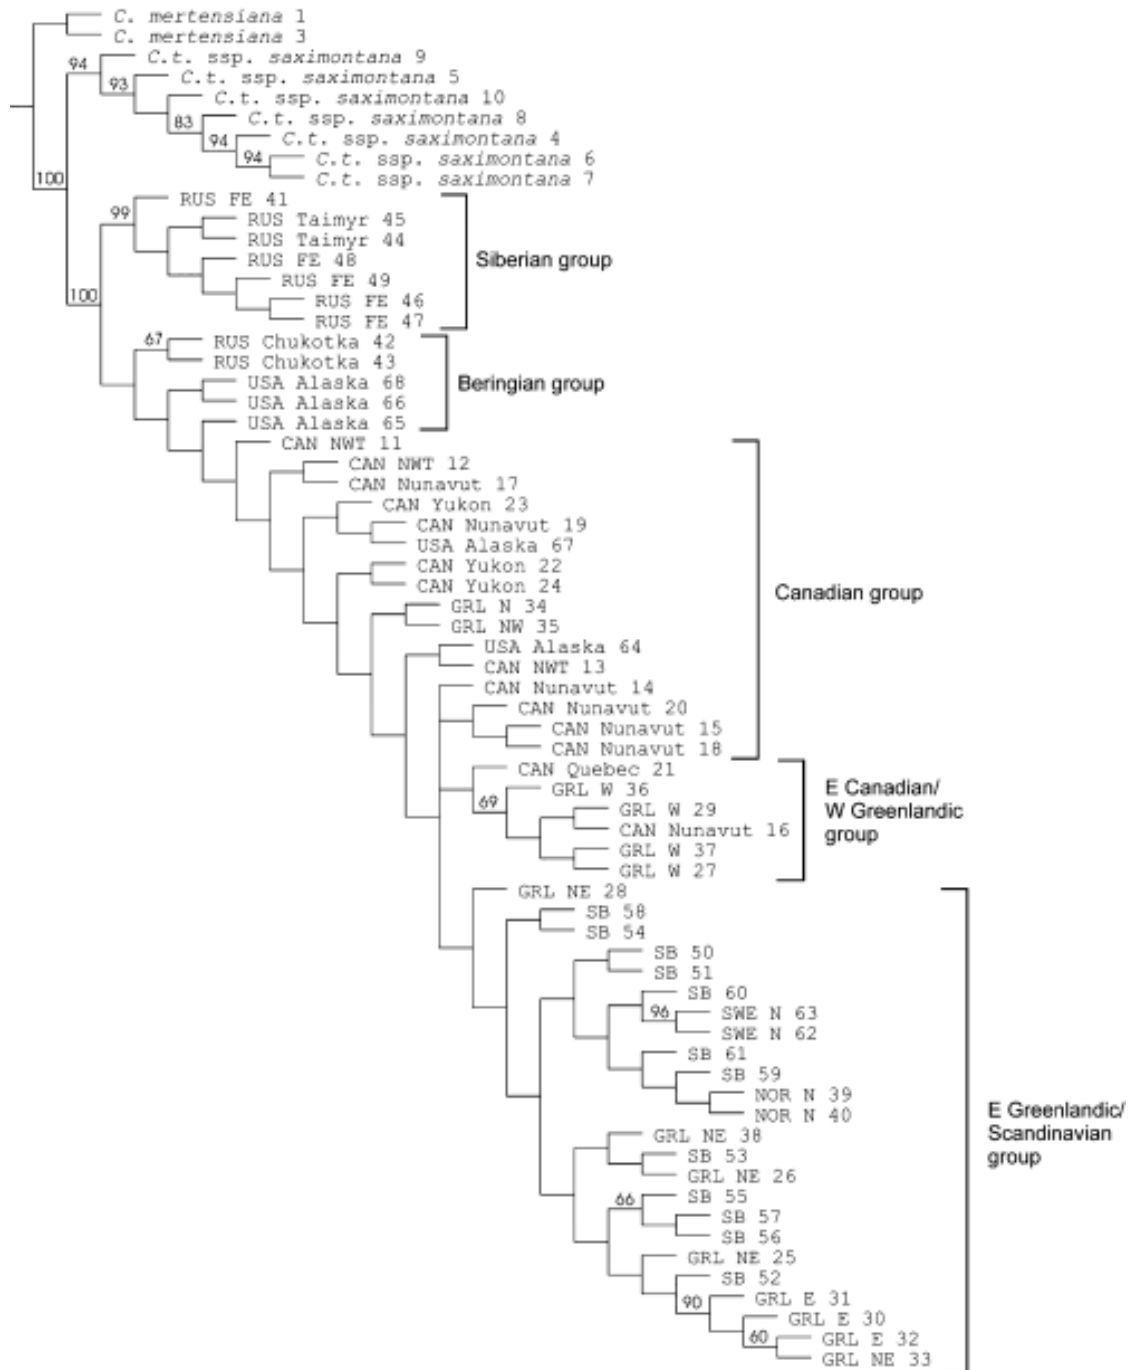 C. mertensiana 1
C. mertensiana 3
94 C.t. ssp. saximontana 9
93 C.t. ssp. saximontana 5
C.t. ssp. saximontana 10
83 C.t. ssp. saximontana 8
94 C.t. ssp. saximontana 4
94 C.t. ssp. saximontana 6
100 C.t. ssp. saximontana 7
RUS FE 41
99 RUS Taimyr 45
RUS Taimyr 44
RUS FE 48
Siberian group
RUS FE 49
100 RUS FE 46
RUS FE 47
67 RUS Chukotka 42
RUS Chukotka 43
USA Alaska 68
Beringian group
USA Alaska 66
USA Alaska 65
CAN NWT 11
CAN NWT 12
CAN Nunavut 17
CAN Yukon 23
CAN Nunavut 19
USA Alaska 67
CAN Yukon 22
CAN Yukon 24
Canadian group
GRL N 34
GRL NW 35
USA Alaska 64
CAN NWT 13
CAN Nunavut 14
CAN Nunavut 20
CAN Nunavut 15
CAN Nunavut 18
CAN Quebec 21
GRL W 36
E Canadian/
69 GRL W 29
W Greenlandic
CAN Nunavut 16
group
GRL W 37
GRL W 27
GRL NE 28
SB 58
SB 54
SB 50
SB 51
SB 60
96 SWE N 63
SWE N 62
SB 61
SB 59
NOR N 39
NOR N 40
E Greenlandic/
Scandinavian
group
GRL NE 38
SB 53
GRL NE 26
66 SB 55
SB 57
SB 56
GRL NE 25
SB 52
90 GRL E 31
GRL E 30
60 GRL E 32
GRL NE 33